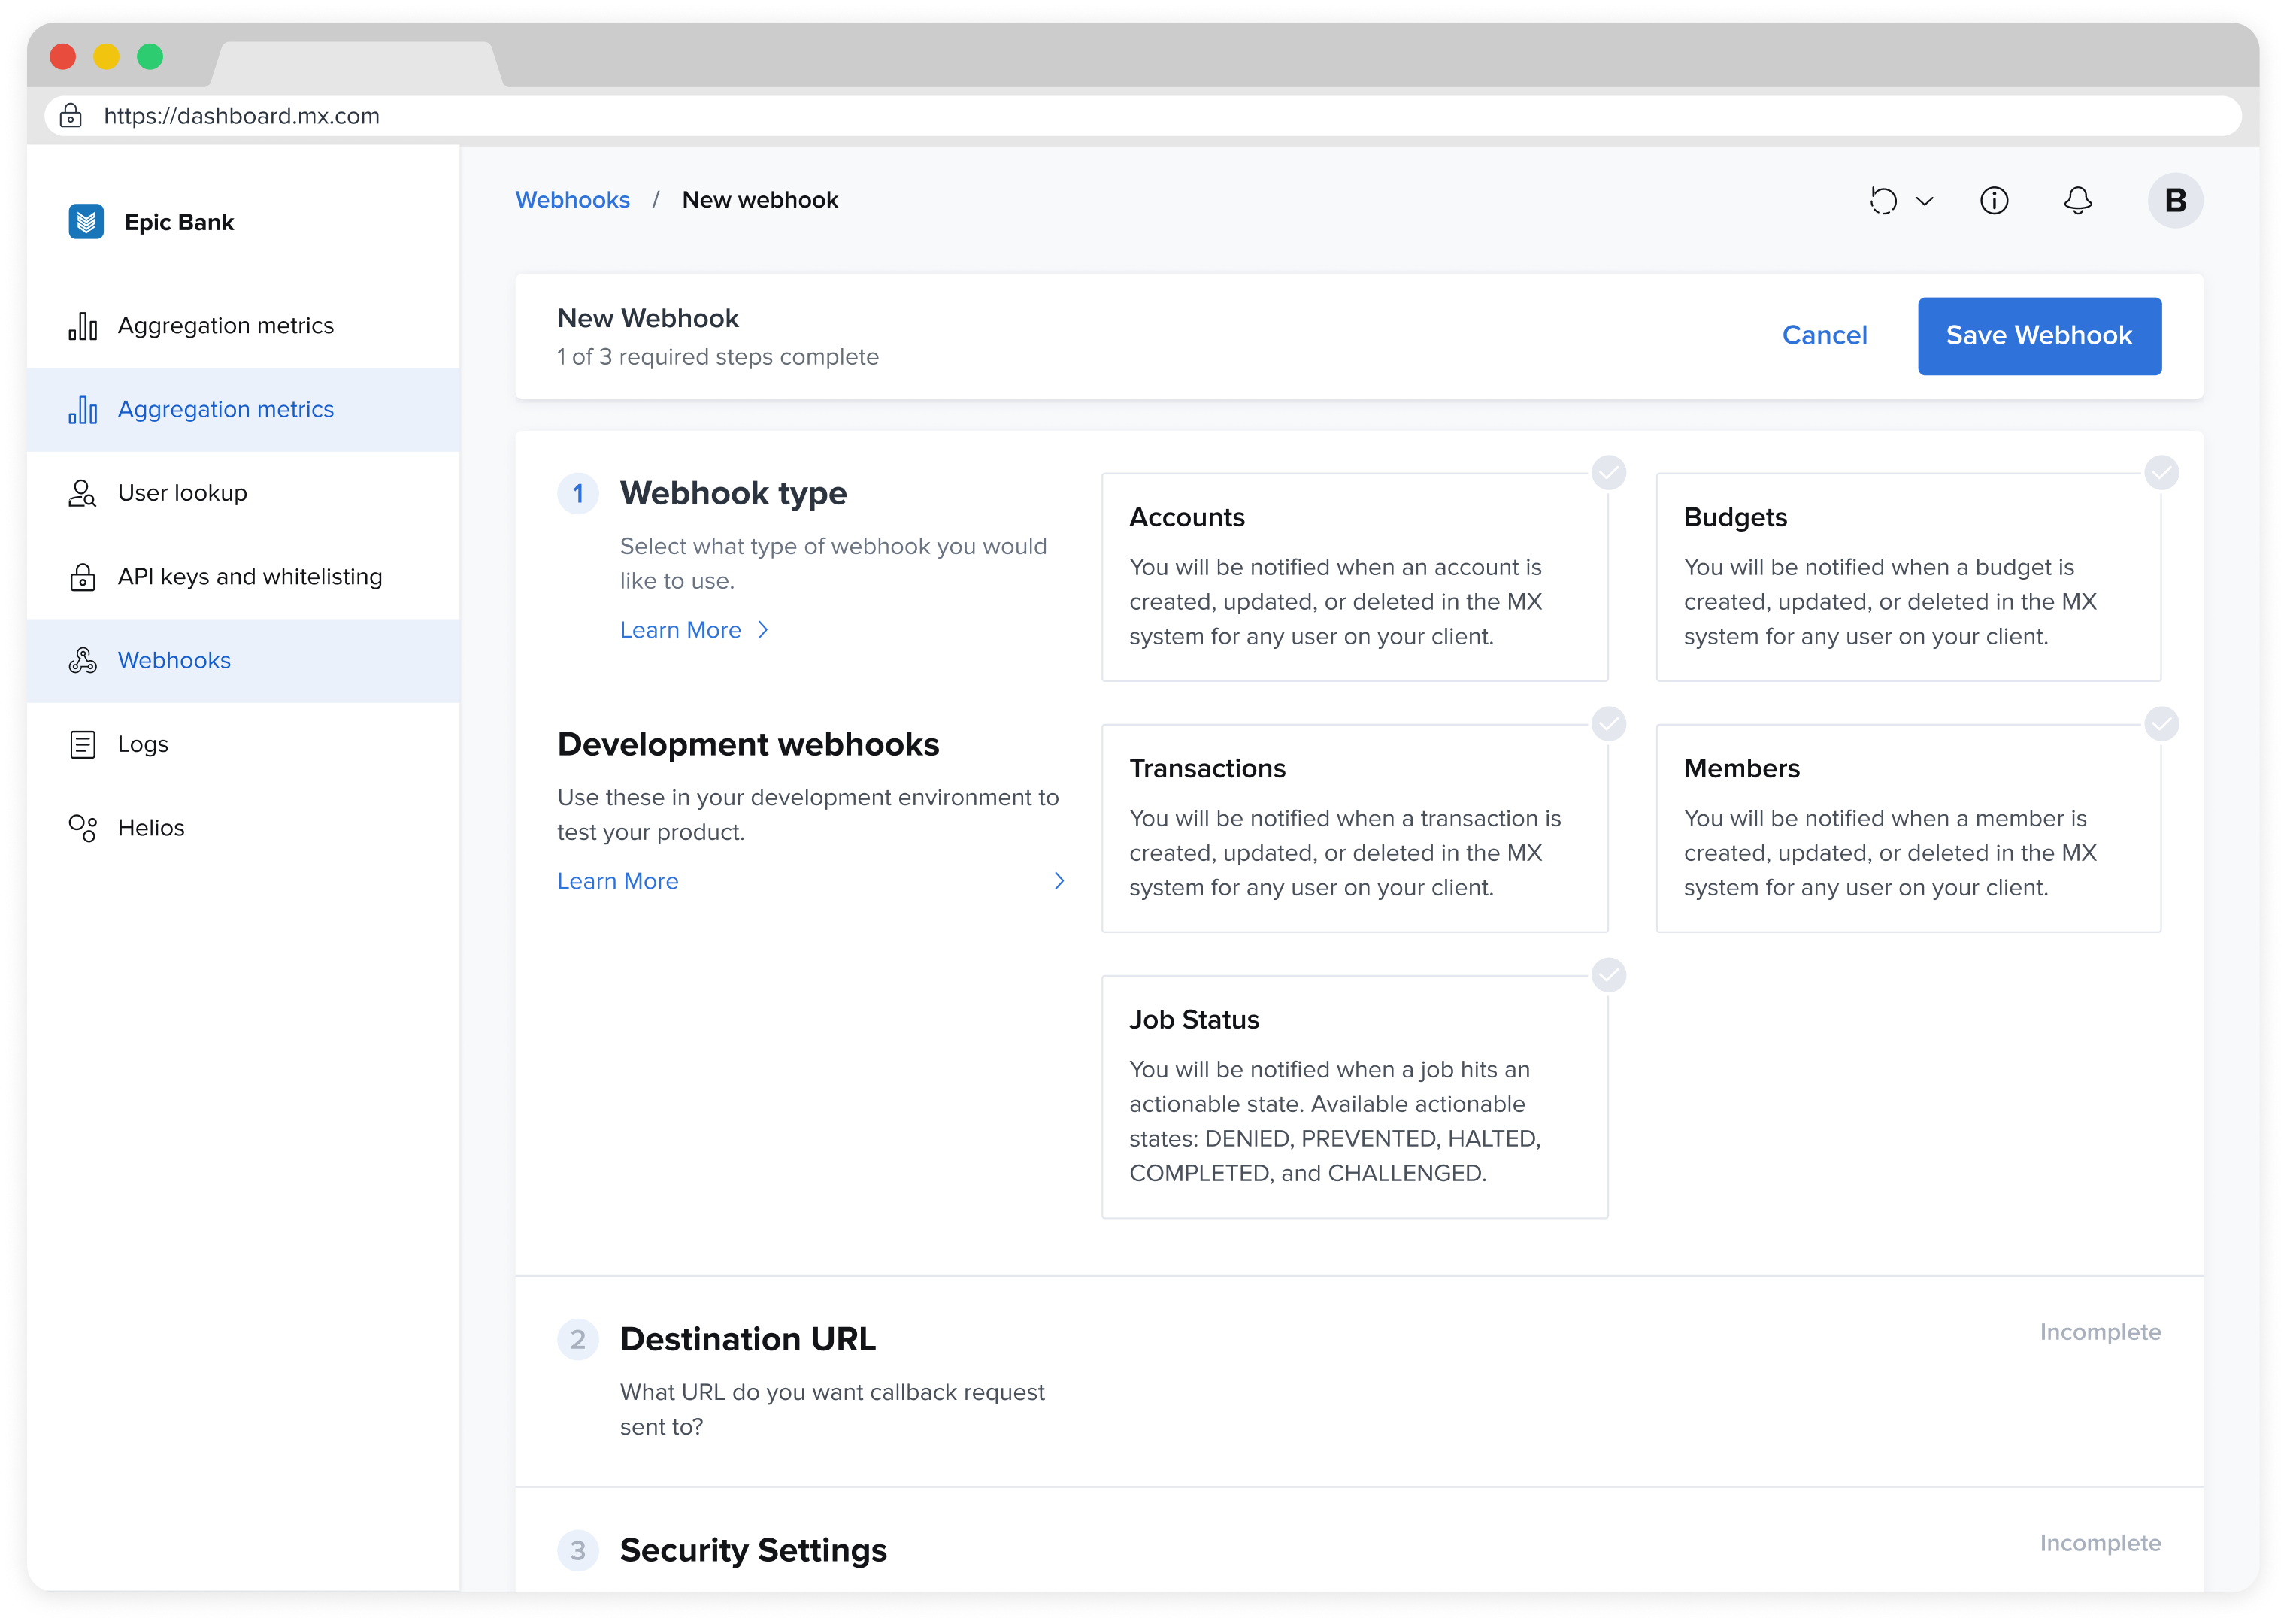 https://dashboard.mx.com
Epic Bank
Aggregation metrics
Aggregation metrics
User lookup
API keys and whitelisting
Webhooks
Logs
Helios
Webhooks / New webhook
B
New Webhook
1 of 3 required steps complete
Cancel
Save Webhook
1 Webhook type
Select what type of webhook you would
like to use.
Learn More
Development webhooks
Use these in your development environment to
test your product.
Learn More
Accounts
You will be notified when an account is
created, updated, or deleted in the MX
system for any user on your client.
Budgets
You will be notified when a budget is
created, updated, or deleted in the MX
system for any user on your client.
Transactions
You will be notified when a transaction is
created, updated, or deleted in the MX
system for any user on your client.
Members
You will be notified when a member is
created, updated, or deleted in the MX
system for any user on your client.
Job Status
You will be notified when a job hits an
actionable state. Available actionable
states: DENIED, PREVENTED, HALTED,
COMPLETED, and CHALLENGED.
2 Destination URL
Incomplete
What URL do you want callback request
sent to?
3 Security Settings
Incomplete